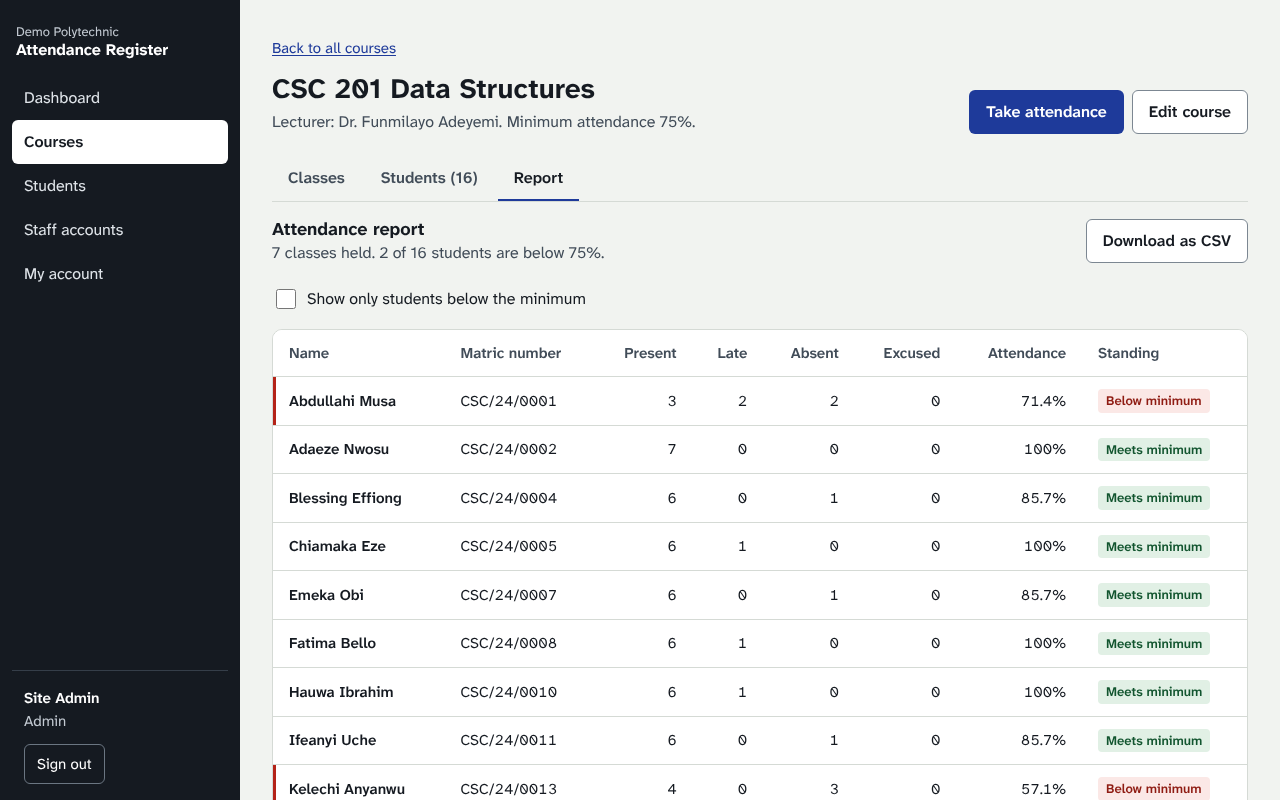 Demo Polytechnic
Attendance Register
Dashboard
Courses
Students
Staff accounts
My account
Site Admin
Admin
Sign out
Back to all courses
CSC 201 Data Structures
Lecturer: Dr. Funmilayo Adeyemi. Minimum attendance 75%.
Take attendance
Edit course
Classes Students (16) Report
Attendance report
7 classes held. 2 of 16 students are below 75%.
Download as CSV
Show only students below the minimum
Name Matric number Present Late Absent Excused Attendance Standing
Abdullahi Musa CSC/24/0001 3 2 2 0 71.4% Below minimum
Adaeze Nwosu CSC/24/0002 7 0 0 0 100% Meets minimum
Blessing Effiong CSC/24/0004 6 0 1 0 85.7% Meets minimum
Chiamaka Eze CSC/24/0005 6 1 0 0 100% Meets minimum
Emeka Obi CSC/24/0007 6 0 1 0 85.7% Meets minimum
Fatima Bello CSC/24/0008 6 1 0 0 100% Meets minimum
Hauwa Ibrahim CSC/24/0010 6 1 0 0 100% Meets minimum
Ifeanyi Uche CSC/24/0011 6 0 1 0 85.7% Meets minimum
Kelechi Anyanwu CSC/24/0013 4 0 3 0 57.1% Below minimum